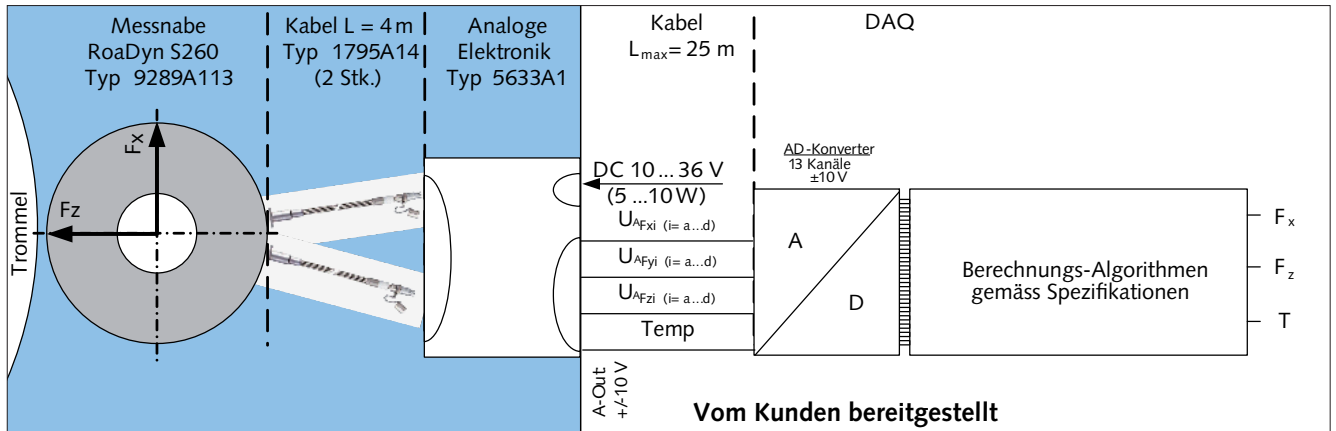 Messnabe
RoaDyn S260
Typ 9289A113
Kabel L = 4 m
Typ 1795A14
(2 Stk.)
Analoge
Elektronik
Typ 5633A1
Kabel
Lmax= 25 m
DAQ
Trommel
Fx
Fz
DC 10 ... 36 V
(5 ...10 W)
UAFxi (i= a...d)
UAFyi (i= a...d)
UAFzi (i= a...d)
Temp
A-Out
+/-10 V
AD-Konverter
13 Kanäle
±10 V
A
D
Berechnungs-Algorithmen
gemäss Spezifikationen
Fx
Fz
T
Vom Kunden bereitgestellt